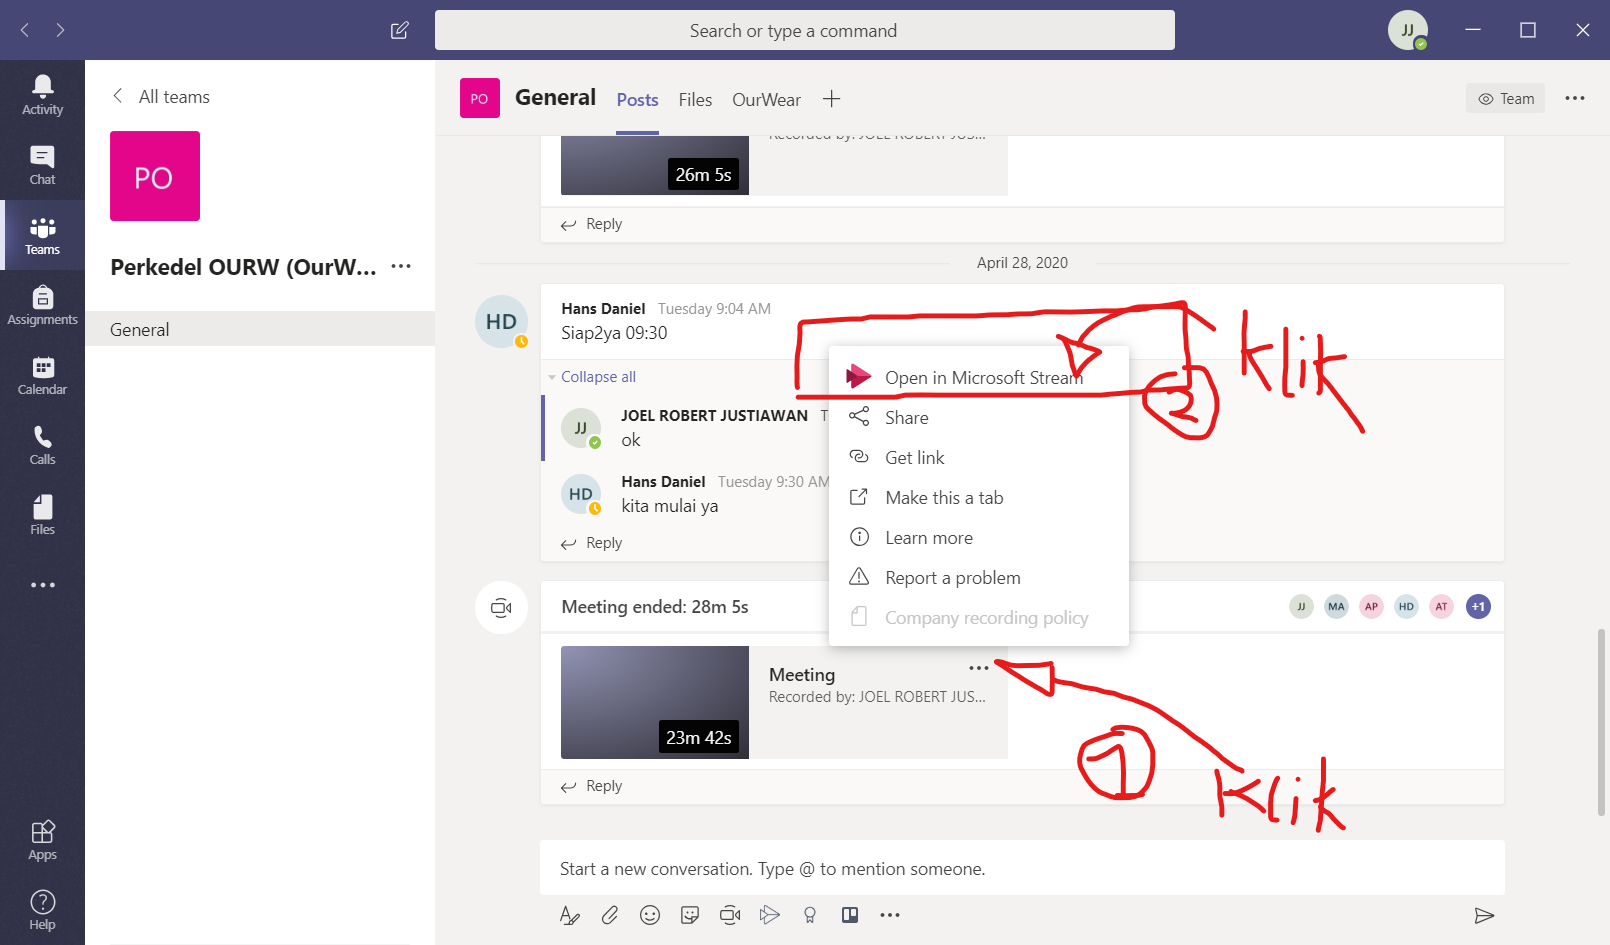 Search or type a command
JJ
Activity
Chat
Teams
Assignments
Calendar
Calls
Files
Apps
Help
All teams
PO
Perkedel OURW (OurW...
General
PO
General
Posts
Files
OurWear
Team
Recorded by: JOEL ROBERT JUS...
26m 5s
Reply
April 28, 2020
HD
Hans Daniel Tuesday 9:04 AM
Siap2ya 09:30
Collapse all
JJ
JOEL ROBERT JUSTIAWAN T
ok
HD
Hans Daniel Tuesday 9:30 AM
kita mulai ya
Reply
Open in Microsoft Stream
Share
Get link
Make this a tab
Learn more
Report a problem
Company recording policy
2
Klik
Meeting ended: 28m 5s
JJ MA AP HD AT +1
Meeting
Recorded by: JOEL ROBERT JUS...
23m 42s
1
Klik
Reply
Start a new conversation. Type @ to mention someone.